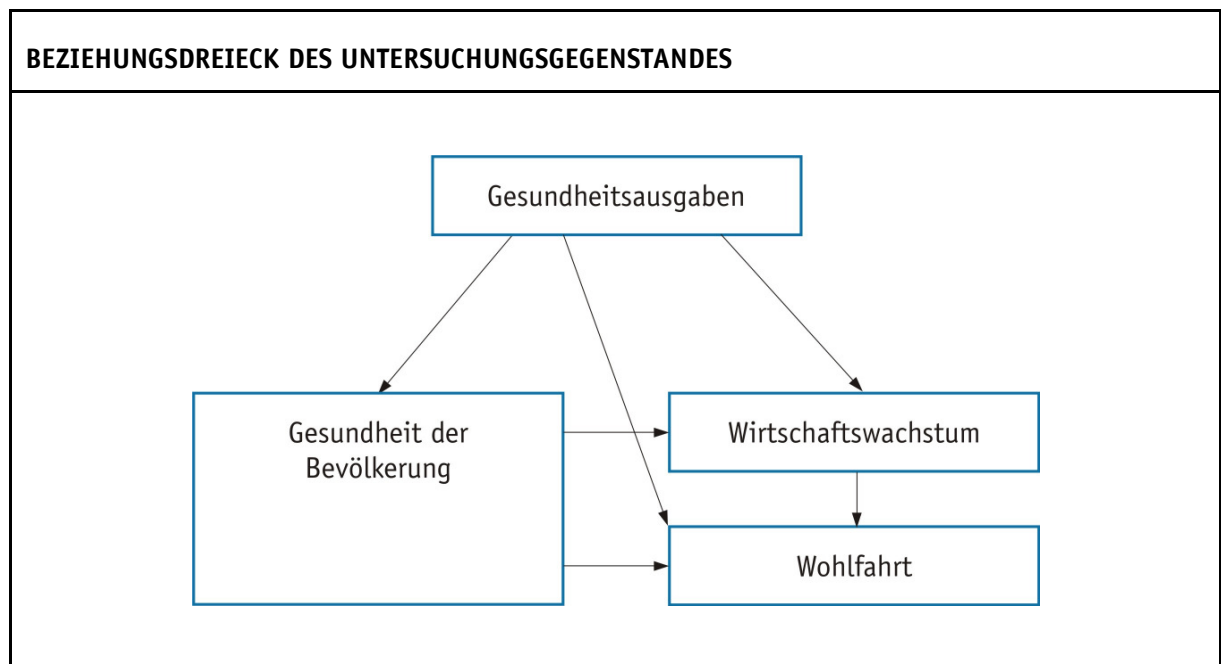 BEZIEHUNGSDREIECK DES UNTERSUCHUNGSGEGENSTANDES
Gesundheitsausgaben
Gesundheit der
Bevölkerung
Wirtschaftswachstum
Wohlfahrt